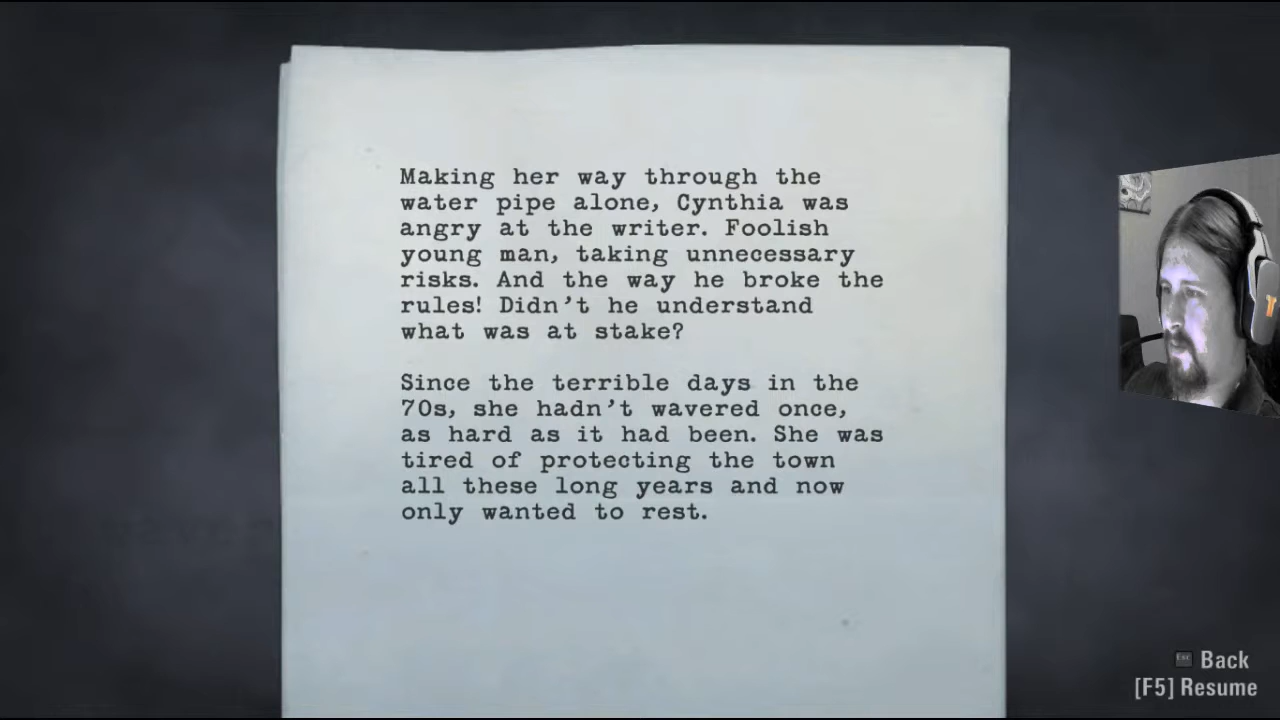 Making her way through the
water pipe alone, Cynthia was
angry at the writer. Foolish
young man, taking unnecessary
risks. And the way he broke the
rules! Didn't he understand
what was at stake?
Since the terrible days in the
70s, she hadn't wavered once,
as hard as it had been. She was
tired of protecting the town
all these long years and now
only wanted to rest.
Esc Back
[F5] Resume